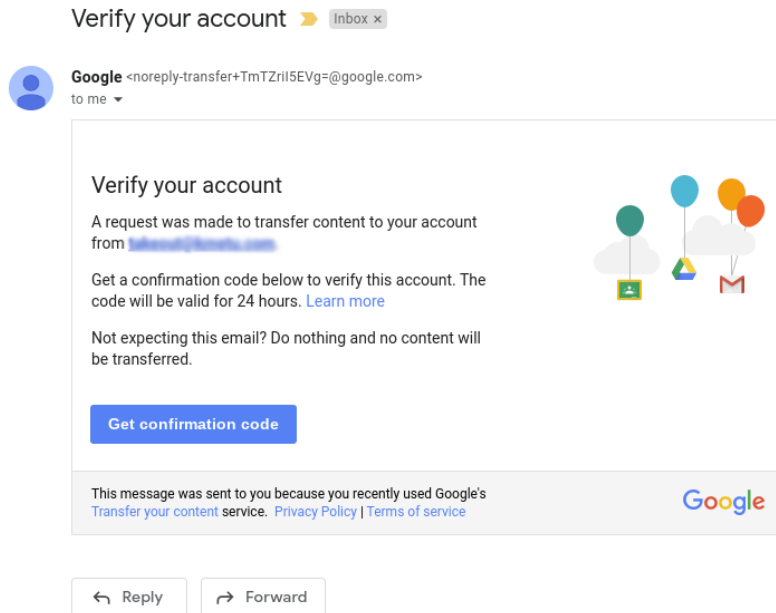 Verify your account
Inbox ×
Google <noreply-transfer+TmTZriI5EVg=@google.com>
to me
Verify your account
A request was made to transfer content to your account
from
Get a confirmation code below to verify this account. The
code will be valid for 24 hours. Learn more
Not expecting this email? Do nothing and no content will
be transferred.
Get confirmation code
This message was sent to you because you recently used Google's
Transfer your content service. Privacy Policy | Terms of service
Google
Reply
Forward